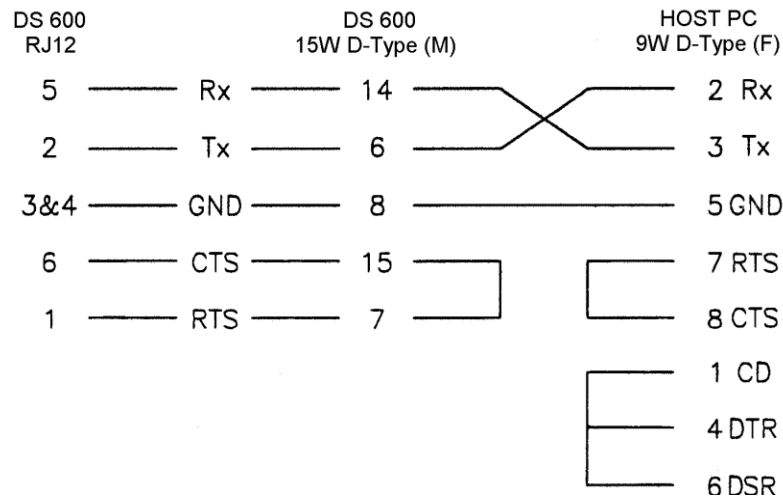 DS 600 DS 600 HOST PC
RJ12 15W D-Type (M) 9W D-Type (F)
5 Rx 14 2 Rx
2 Tx 6 3 Tx
3&4 GND 8 5 GND
6 CTS 15 7 RTS
1 RTS 7 8 CTS
1 CD
4 DTR
6 DSR